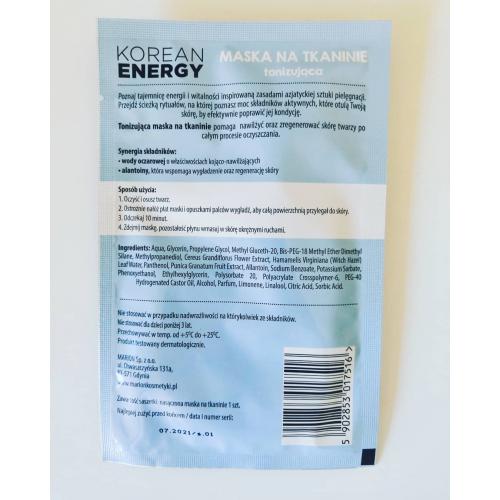 KOREAN
ENERGY
MASKA NA TKANINIE
tonizująca
Poznaj tajemnicę energii i witalności inspirowaną zasadami azjatyckiej sztuki pielęgnacji.
Przejdź ścieżką rytuałów, na której poznasz moc składników aktywnych, które otulą Twoją
skórę, by efektywnie poprawić jej kondycję.
Tonizująca maska na tkaninie pomaga nawilżyć oraz zregenerować skórę twarzy po
całym procesie oczyszczania.
Synergia składników:
• wody oczarowej o właściwościach kojąco-nawilżających
• alantoiny, która wspomaga wygładzenie oraz regenerację skóry
Sposób użycia:
1. Oczyść i osusz twarz.
2. Ostrożnie nałóż płat maski i opuszkami palców wygładź, aby całą powierzchnią przylegał do skóry.
3. Odczekaj 10 minut.
4. Zdejmij maskę, pozostałość płynu wmasuj w skórę okrężnymi ruchami.
Ingredients: Aqua, Glycerin, Propylene Glycol, Methyl Gluceth-20, Bis-PEG-18 Methyl Ether Dimethyl
Silane, Methylpropanediol, Cereus Grandiflorus Flower Extract, Hamamelis Virginiana (Witch Hazel)
Leaf Water, Panthenol, Punica Granatum Fruit Extract, Allantoin, Sodium Benzoate, Potassium Sorbate,
Phenoxyethanol, Ethylhexylglycerin, Polysorbate 20, Polyacrylate Crosspolymer-6, PEG-40
Hydrogenated Castor Oil, Alcohol, Parfum, Limonene, Linalool, Citric Acid, Sorbic Acid.
Nie stosować w przypadku nadwrażliwości na którykolwiek ze składników.
Nie stosować dla dzieci poniżej 3 lat.
Przechowywać w temp. od +5°C do +25°C.
Produkt testowany dermatologicznie.
MARION Sp. z o.o.
ul. Chwaszczyńska 131a,
81-571 Gdynia
www.marionkosmetyki.pl
Zawartość saszetki: nasączona maska na tkaninie 1 szt.
Najlepiej zużyć przed końcem / data i numer serii:
07.2021/s.01
5 902853 017516 >